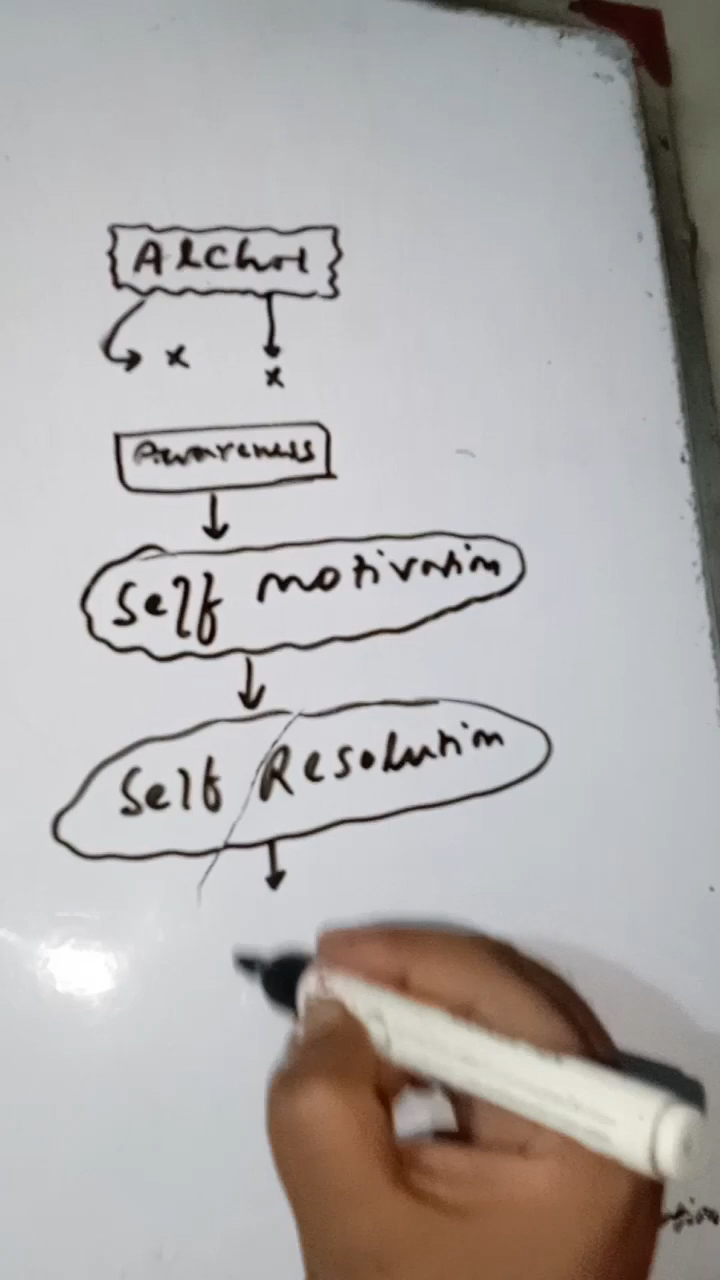 Alchol
x
x
Awareness
Self motivation
Self Resolution